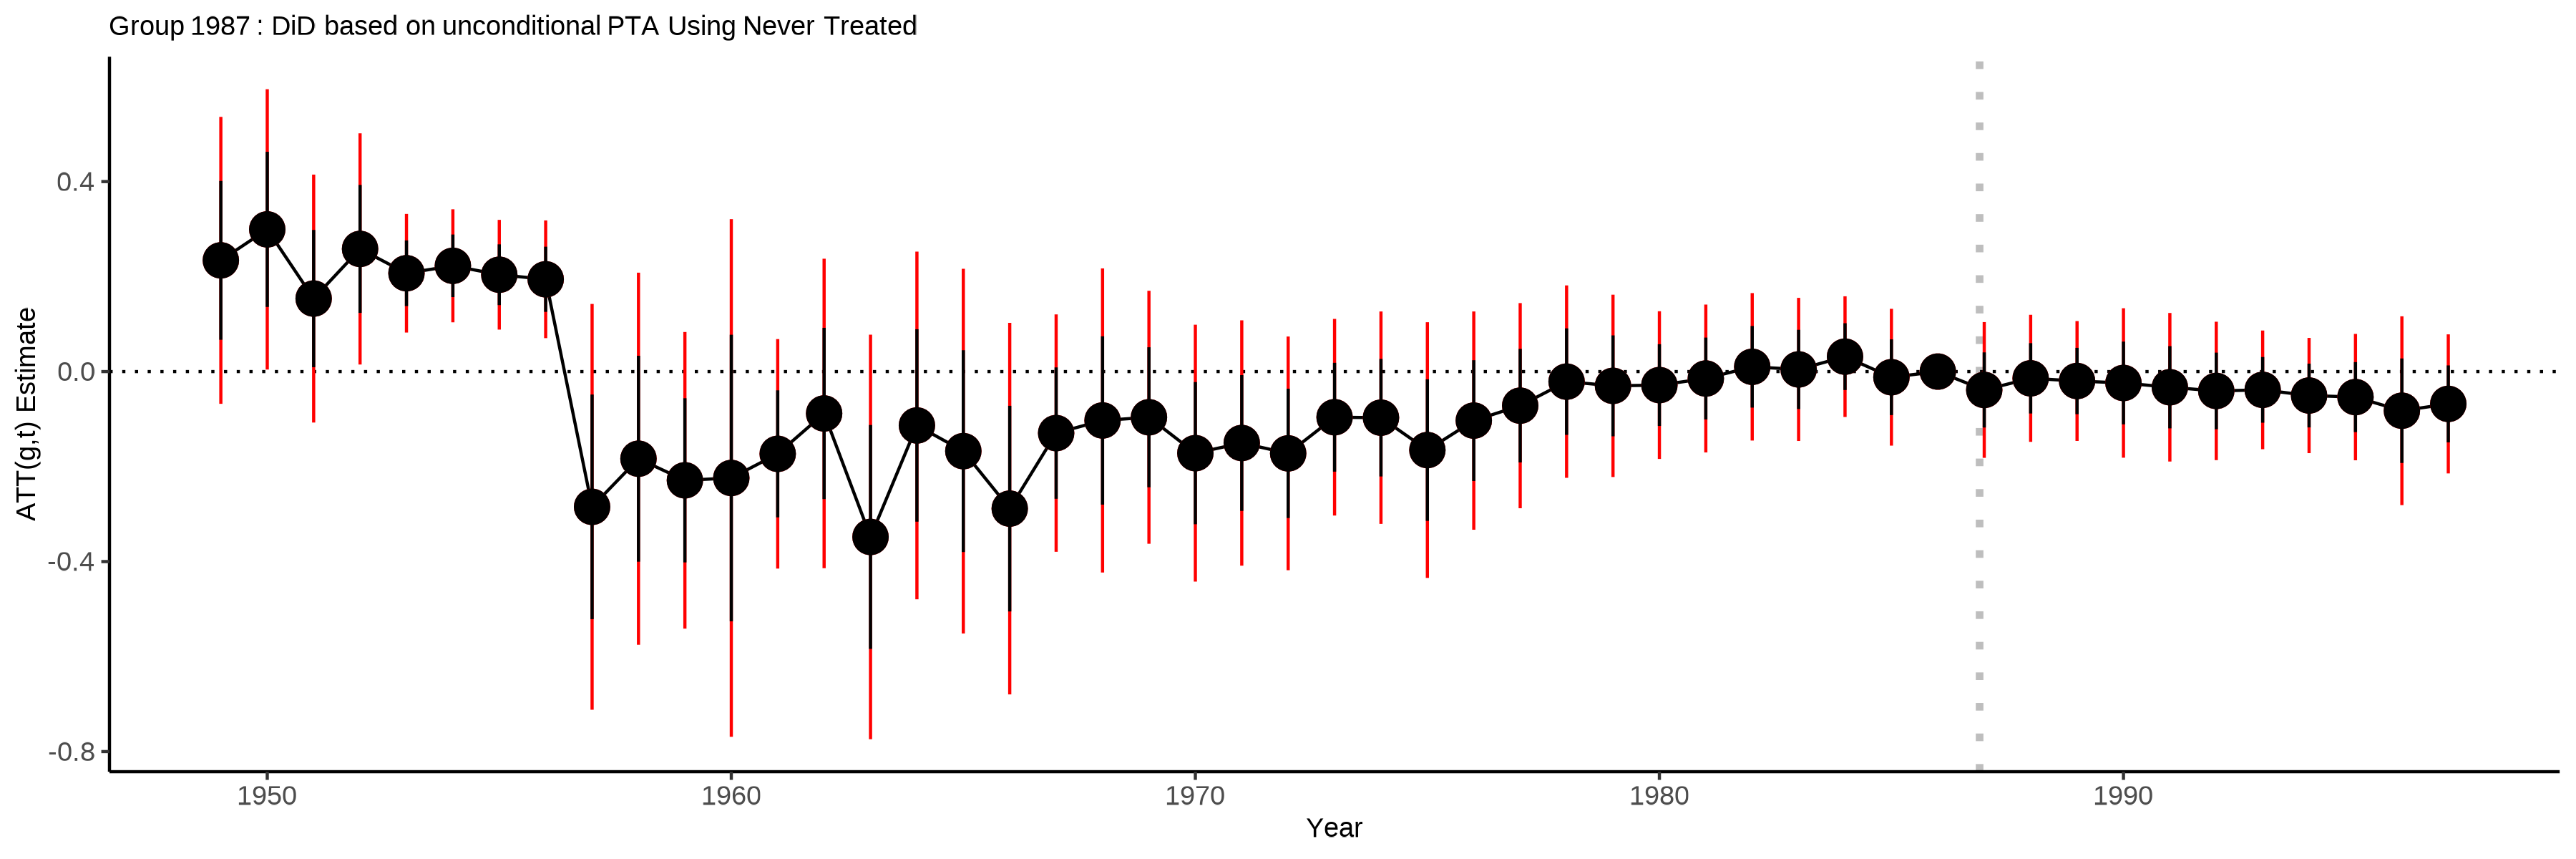 Group 1987 : DiD based on unconditional PTA Using Never Treated
ATT(g,t) Estimate
0.4
0.0
-0.4
-0.8
1950 1960 1970 1980 1990
Year